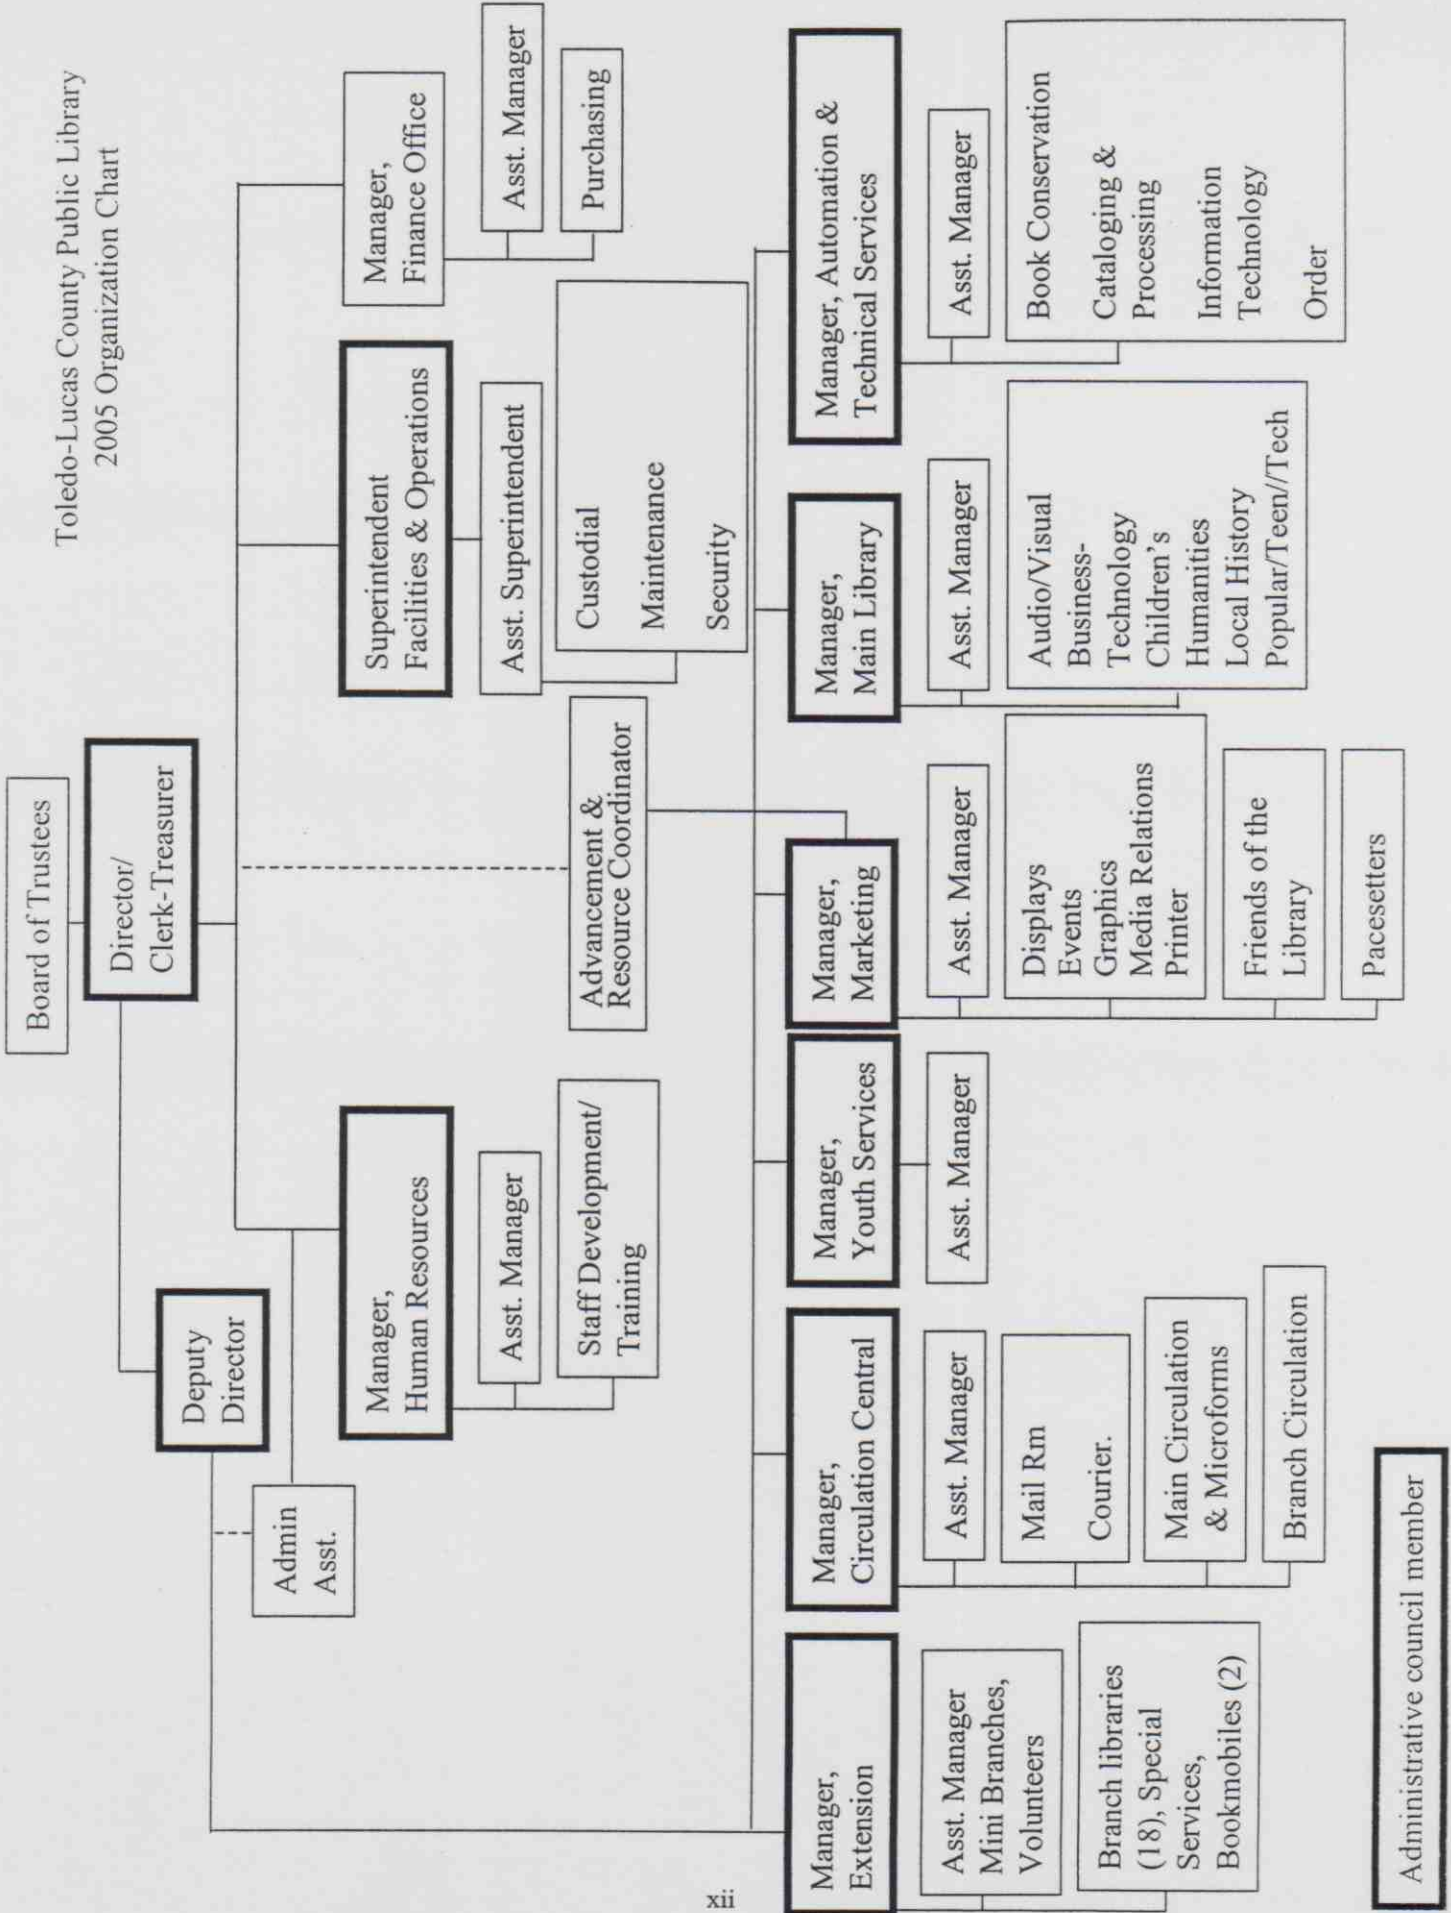 Toledo-Lucas County Public Library
2005 Organization Chart
Board of Trustees
Director/
Clerk-Treasurer
Deputy
Director
Admin
Asst.
Manager,
Human Resources
Asst. Manager
Staff Development/
Training
Advancement &
Resource Coordinator
Superintendent
Facilities & Operations
Asst. Superintendent
Custodial
Maintenance
Security
Manager,
Finance Office
Asst. Manager
Purchasing
Manager,
Extension
Asst. Manager
Mini Branches,
Volunteers
Branch libraries
(18), Special
Services,
Bookmobiles (2)
Manager,
Circulation Central
Asst. Manager
Mail Rm
Courier.
Main Circulation
& Microforms
Branch Circulation
Manager,
Youth Services
Asst. Manager
Manager,
Marketing
Asst. Manager
Displays
Events
Graphics
Media Relations
Printer
Friends of the
Library
Pacesetters
Manager,
Main Library
Asst. Manager
Audio/Visual
Business-
Technology
Children's
Humanities
Local History
Popular/Teen//Tech
Manager, Automation &
Technical Services
Asst. Manager
Book Conservation
Cataloging &
Processing
Information
Technology
Order
Administrative council member
xii